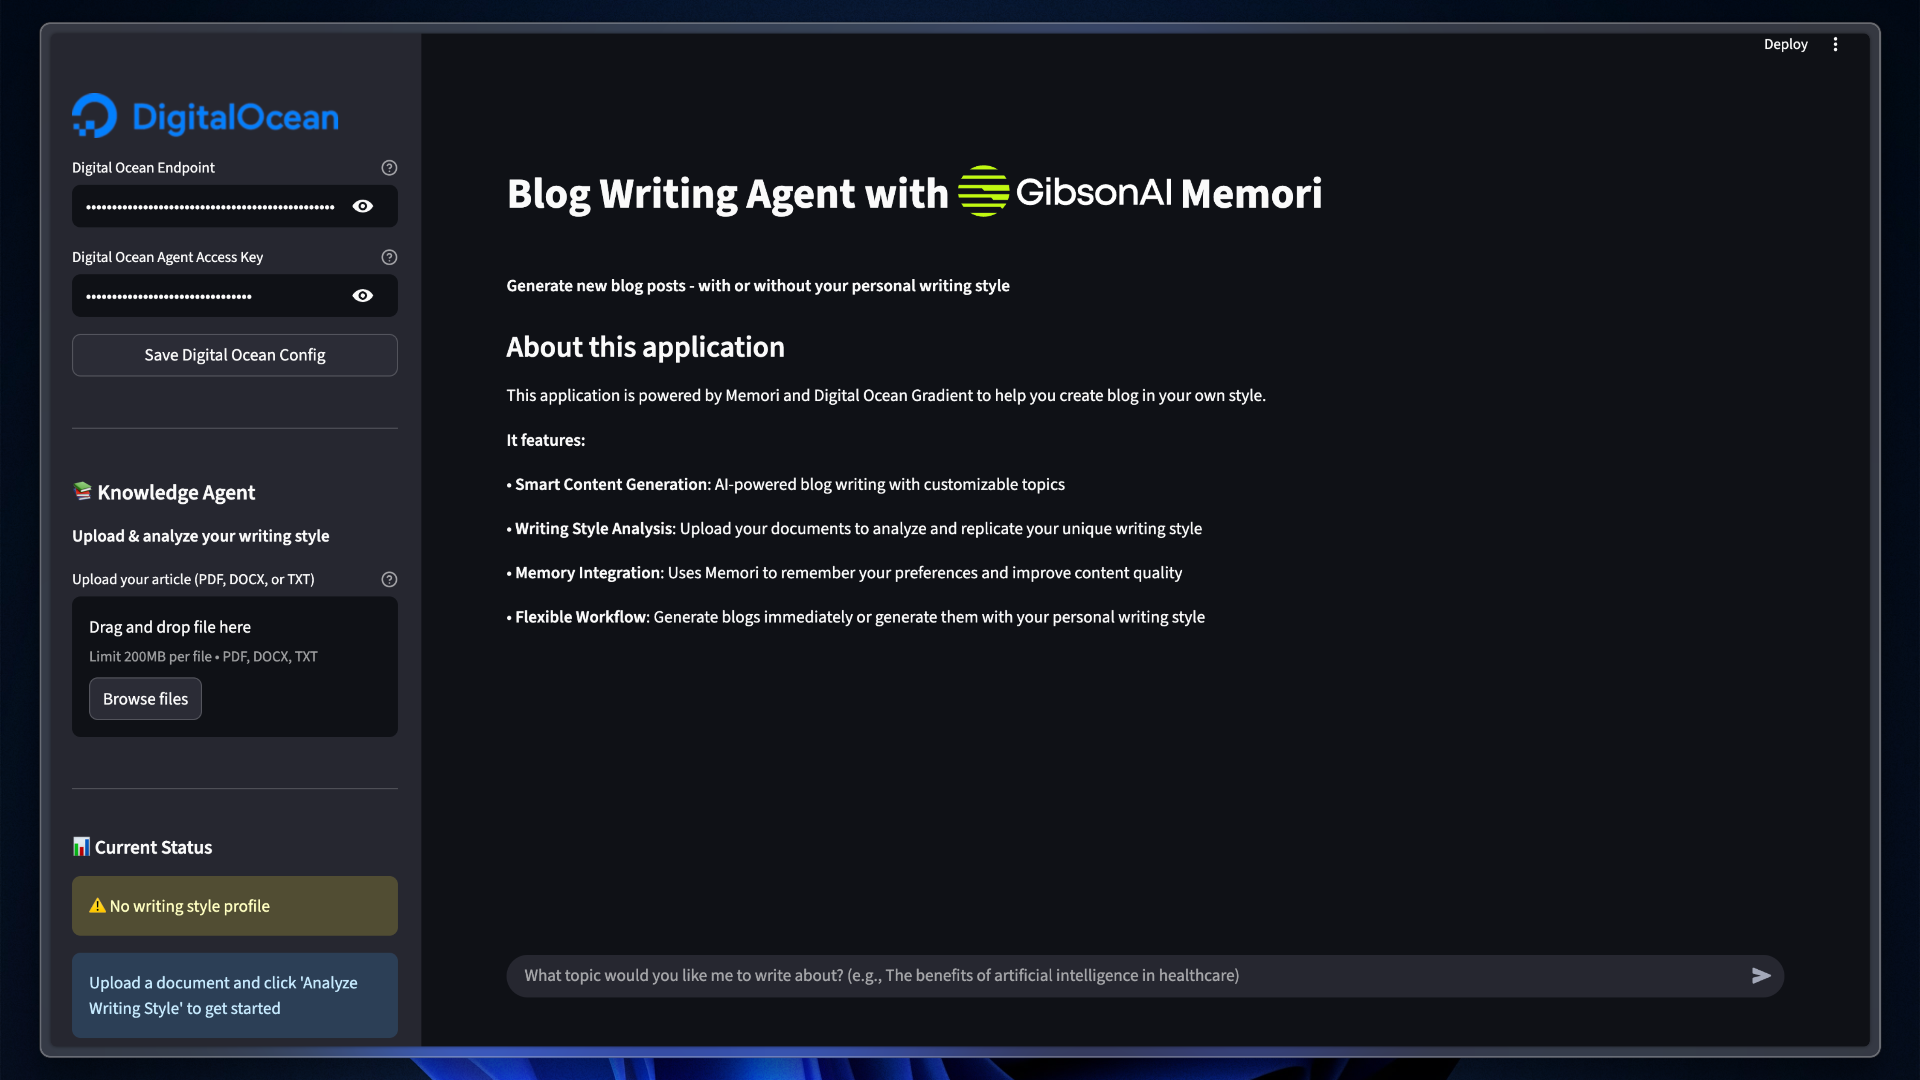 Deploy
DigitalOcean
Digital Ocean Endpoint
Digital Ocean Agent Access Key
Save Digital Ocean Config
📚 Knowledge Agent
Upload & analyze your writing style
Upload your article (PDF, DOCX, or TXT)
Drag and drop file here
Limit 200MB per file • PDF, DOCX, TXT
Browse files
📊 Current Status
⚠️ No writing style profile
Upload a document and click 'Analyze
Writing Style' to get started
Blog Writing Agent with GibsonAI Memori
Generate new blog posts - with or without your personal writing style
About this application
This application is powered by Memori and Digital Ocean Gradient to help you create blog in your own style.
It features:
• Smart Content Generation: AI-powered blog writing with customizable topics
• Writing Style Analysis: Upload your documents to analyze and replicate your unique writing style
• Memory Integration: Uses Memori to remember your preferences and improve content quality
• Flexible Workflow: Generate blogs immediately or generate them with your personal writing style
What topic would you like me to write about? (e.g., The benefits of artificial intelligence in healthcare)